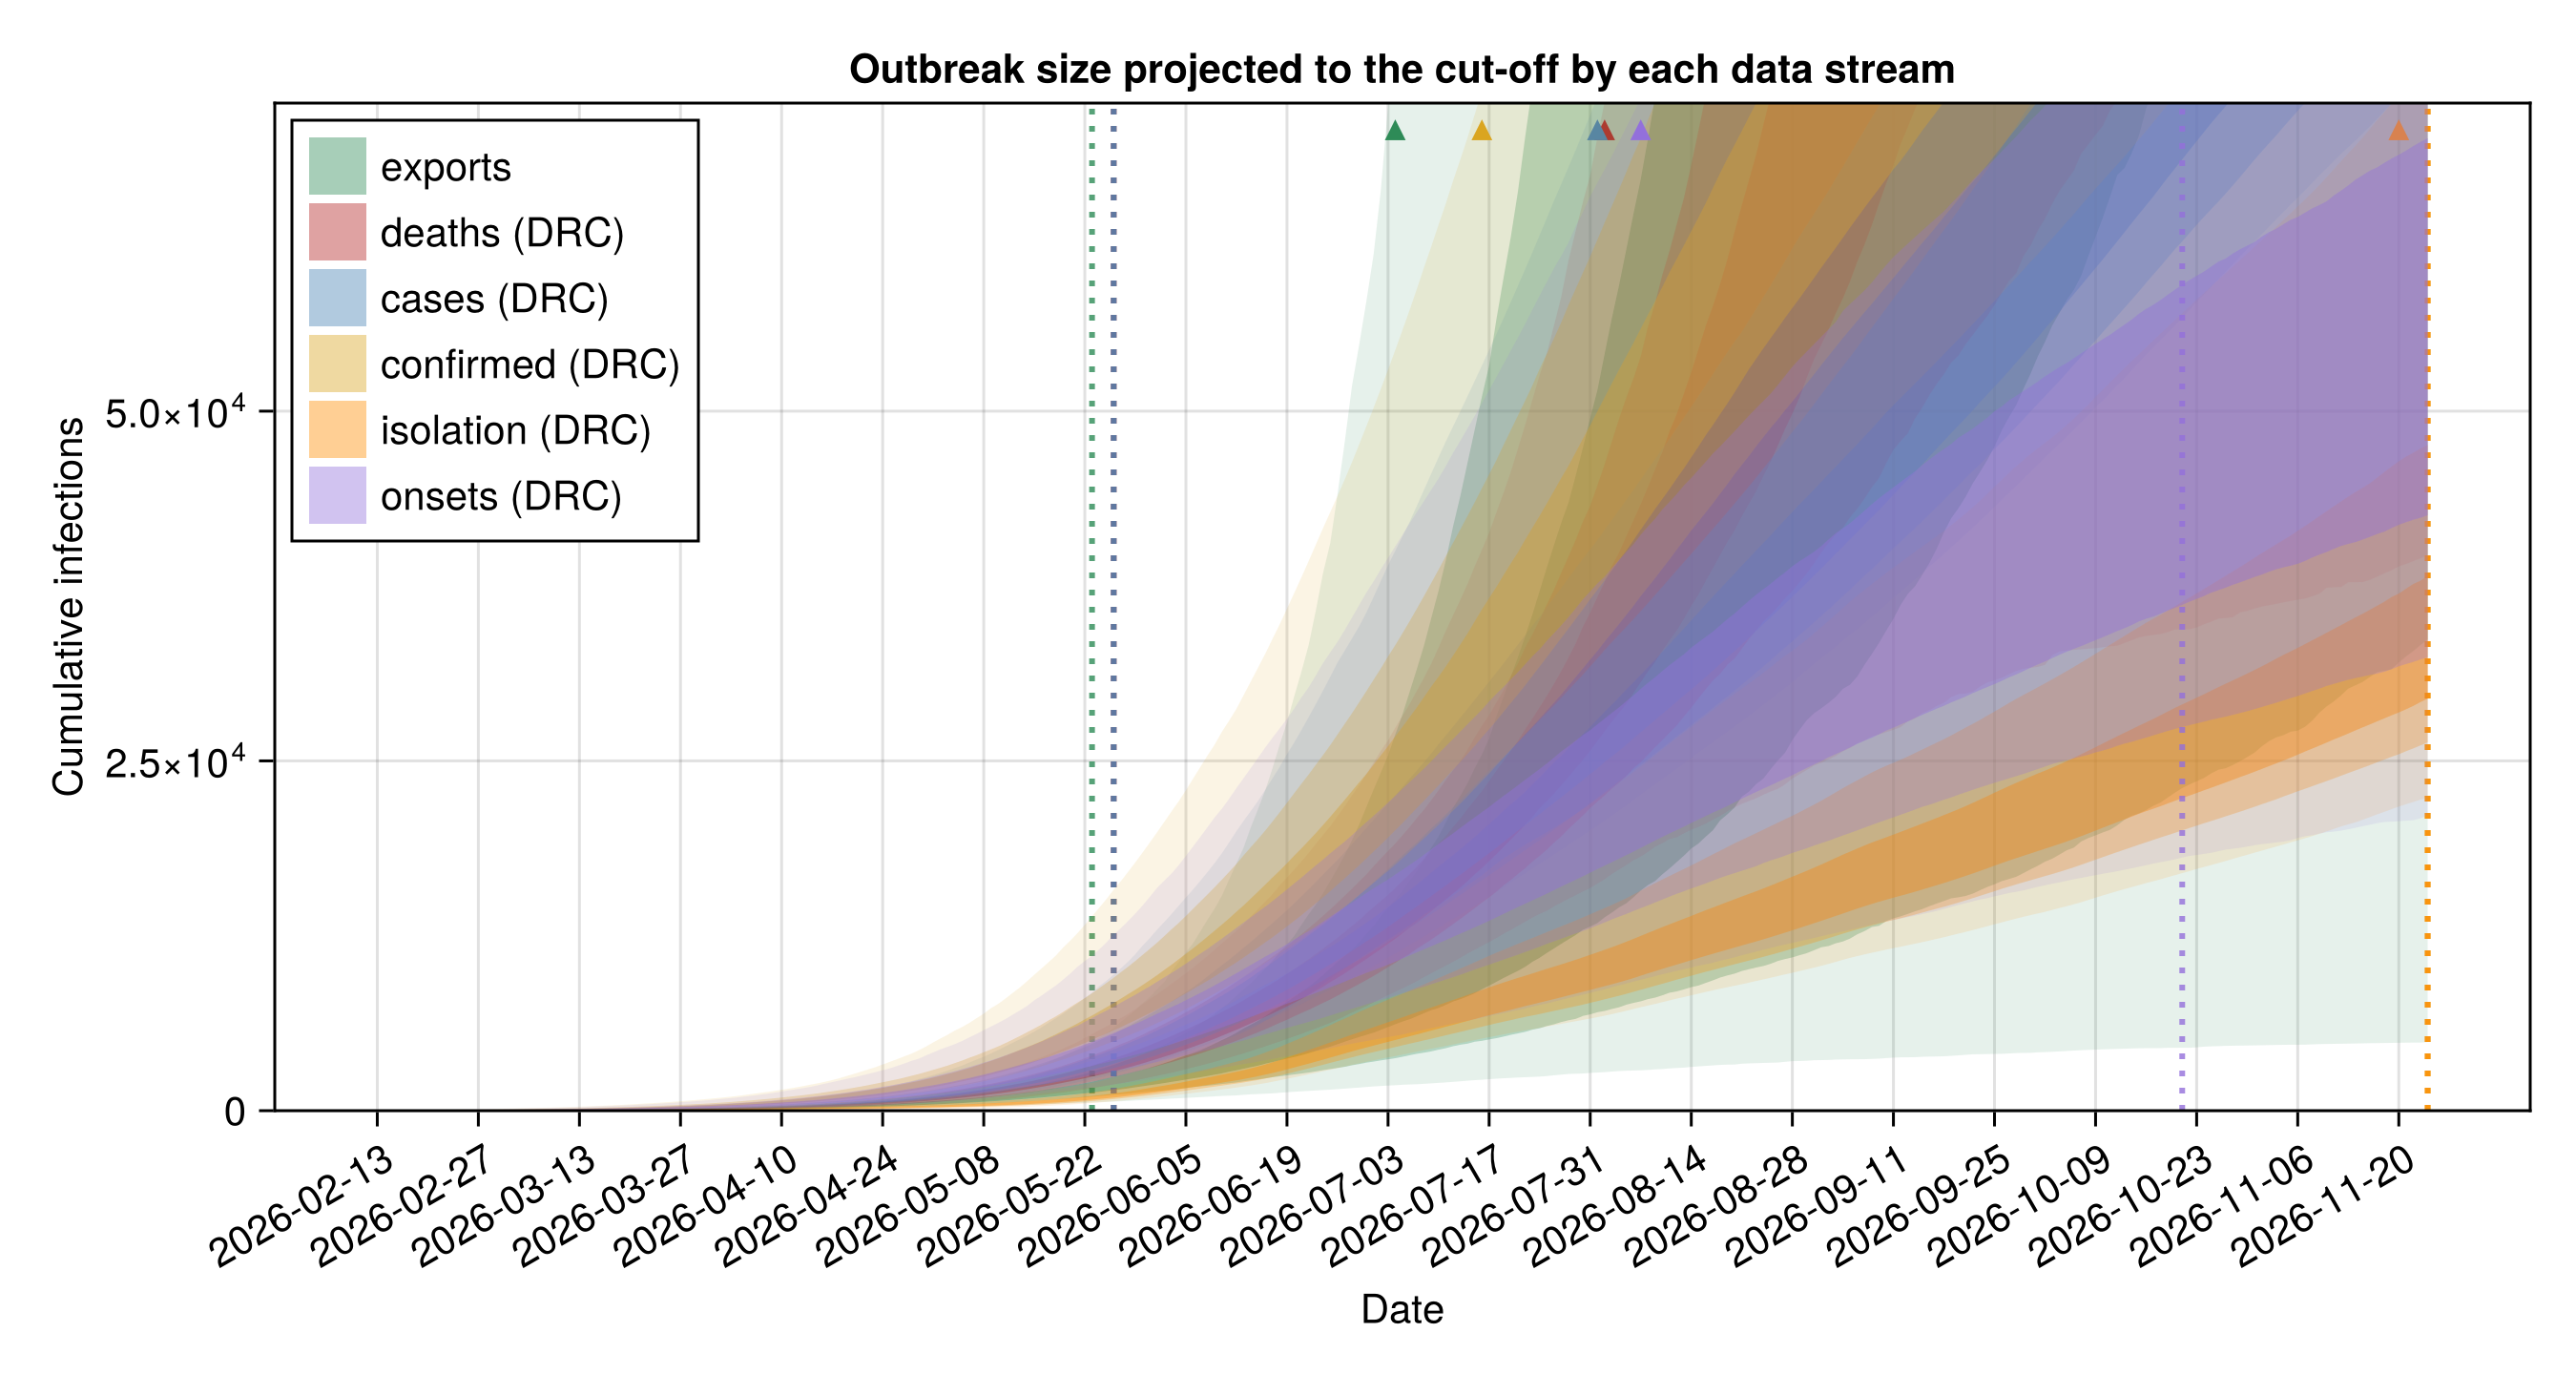 Outbreak size projected to the cut-off by each data stream
exports
deaths (DRC)
cases (DRC)
confirmed (DRC)
isolation (DRC)
onsets (DRC)
Cumulative infections
5.0×10⁴
2.5×10⁴
0
2026-02-13
2026-02-27
2026-03-13
2026-03-27
2026-04-10
2026-04-24
2026-05-08
2026-05-22
2026-06-05
2026-06-19
2026-07-03
2026-07-17
2026-07-31
2026-08-14
2026-08-28
2026-09-11
2026-09-25
2026-10-09
2026-10-23
2026-11-06
2026-11-20
Date